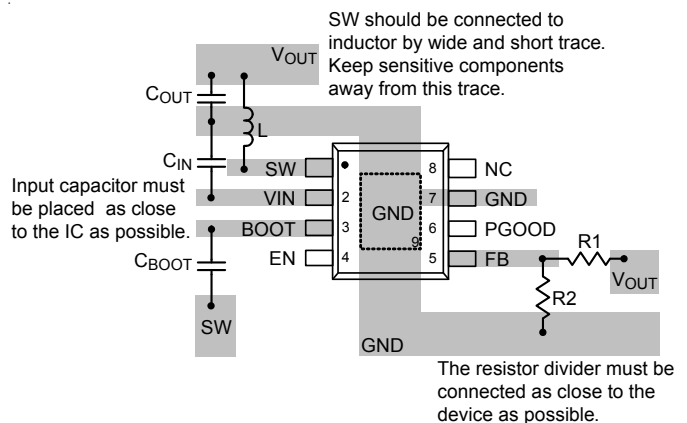 SW should be connected to
inductor by wide and short trace.
Keep sensitive components
away from this trace.
VOUT
COUT
L
CIN
SW
8
NC
Input capacitor must
be placed as close
to the IC as possible.
VIN
2
7
GND
GND
BOOT
3
6
PGOOD
9
EN
4
5
FB
R1
VOUT
R2
CBOOT
SW
GND
The resistor divider must be
connected as close to the
device as possible.